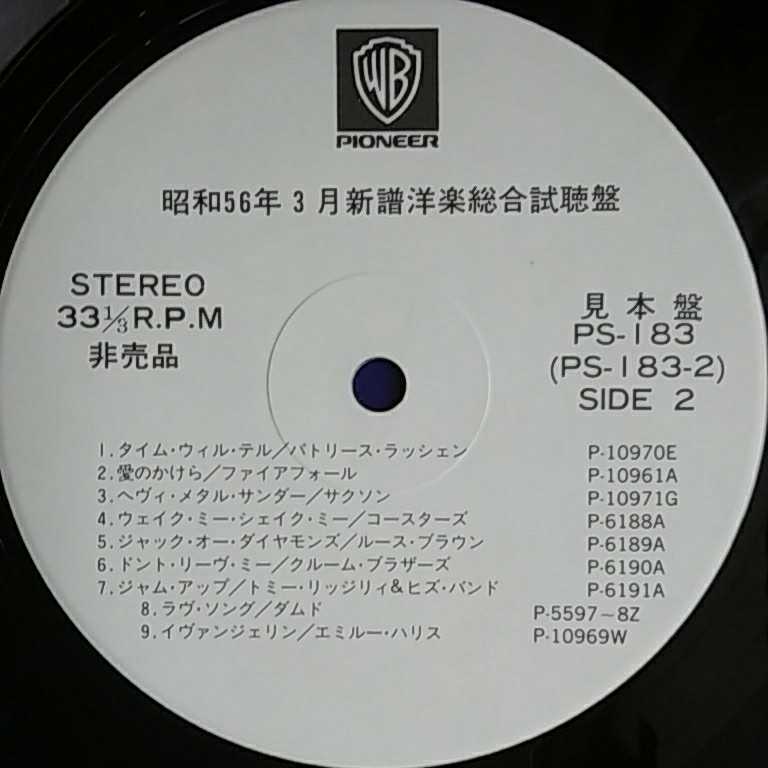 WB
PIONEER
昭和56年3月新譜洋楽総合試聴盤
STEREO
33⅓R.P.M
非売品
見本盤
PS-183
(PS-183-2)
SIDE 2
1.タイム・ウィル・テル／パトリース・ラッシェン P-10970E
2.愛のかけら／ファイアフォール P-10961A
3.ヘヴィ・メタル・サンダー／サクソン P-10971G
4.ウェイク・ミー・シェイク・ミー／コースターズ P-6188A
5.ジャック・オー・ダイヤモンズ／ルース・ブラウン P-6189A
6.ドント・リーヴ・ミー／クルーム・ブラザーズ P-6190A
7.ジャム・アップ／トミー・リッジリィ&ヒズ・バンド P-6191A
8.ラヴ・ソング／ダムド P-5597~8Z
9.イヴァンジェリン／エミルー・ハリス P-10969W